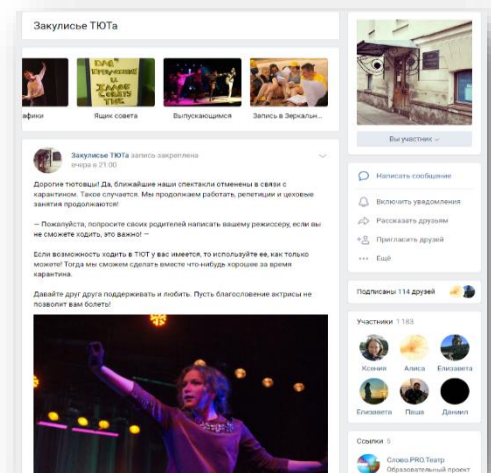 Закулисье ТЮТа
афики
Ящик совета
Выпускающимся
Запись в Зеркальн...
Закулисье ТЮТа запись закреплена
вчера в 21:00
Дорогие тютовцы! Да, ближайшие наши спектакли отменены в связи с
карантином. Такое случается. Мы продолжаем работать, репетиции и цеховые
занятия продолжаются!
— Пожалуйста, попросите своих родителей написать вашему режиссеру, если вы
не сможете ходить, это важно! —
Если возможность ходить в ТЮТ у вас имеется, то используйте ее, как только
можете! Тогда мы сможем сделать вместе что-нибудь хорошее за время
карантина.
Давайте друг друга поддерживать и любить. Пусть благословение актрисы не
позволит вам болеть!
Вы участник
Написать сообщение
Включить уведомления
Рассказать друзьям
Пригласить друзей
Ещё
Подписаны 114 друзей
Участники 1 163
Ксения
Алиса
Елизавета
Елизавета
Паша
Даниил
Ссылки 5
Слово.PRO.Театр
Образовательный проект